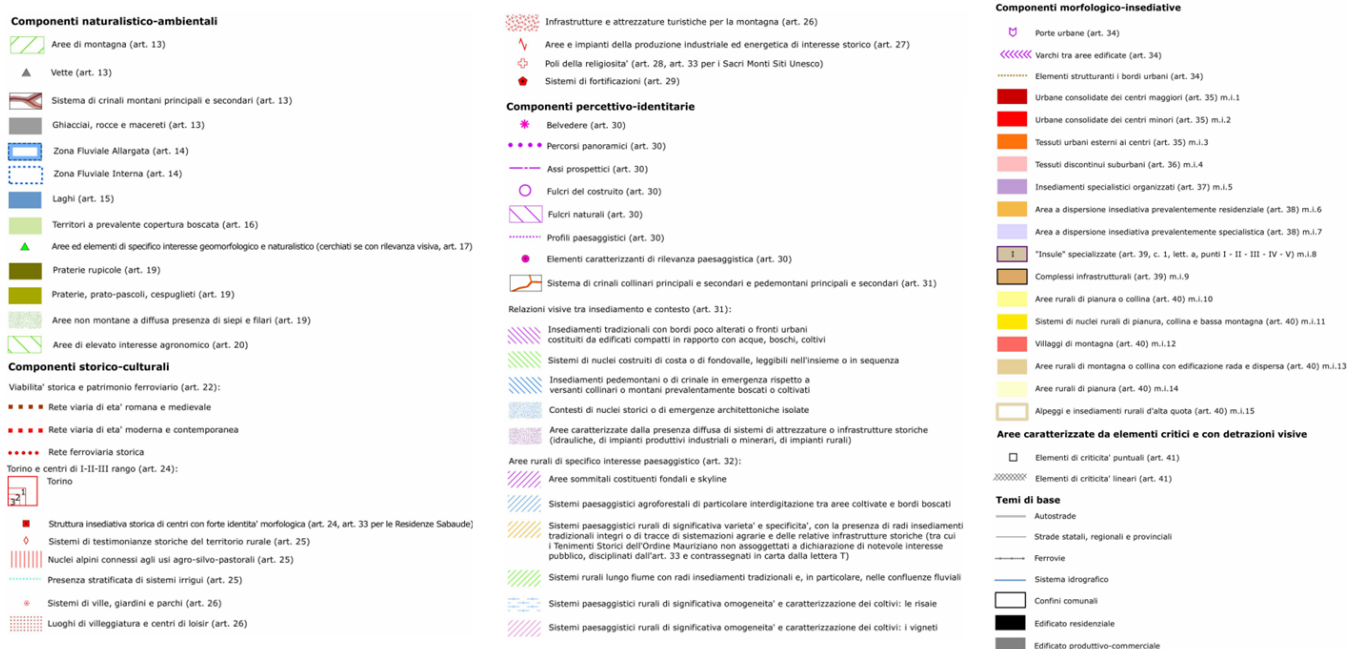 Componenti naturalistico-ambientali
Aree di montagna (art. 13)
Vette (art. 13)
Sistema di crinali montani principali e secondari (art. 13)
Ghiacciai, rocce e macereti (art. 13)
Zona Fluviale Allargata (art. 14)
Zona Fluviale Interna (art. 14)
Laghi (art. 15)
Territori a prevalente copertura boscata (art. 16)
Aree ed elementi di specifico interesse geomorfologico e naturalistico (cerchiati se con rilevanza visiva, art. 17)
Praterie rupicole (art. 19)
Praterie, prato-pascoli, cespuglieti (art. 19)
Aree non montane a diffusa presenza di siepi e filari (art. 19)
Aree di elevato interesse agronomico (art. 20)
Componenti storico-culturali
Viabilita' storica e patrimonio ferroviario (art. 22):
Rete viaria di eta' romana e medievale
Rete viaria di eta' moderna e contemporanea
Rete ferroviaria storica
Torino e centri di I-II-III rango (art. 24):
Torino
321
Struttura insediativa storica di centri con forte identita' morfologica (art. 24, art. 33 per le Residenze Sabaude)
Sistemi di testimonianze storiche del territorio rurale (art. 25)
Nuclei alpini connessi agli usi agro-silvo-pastorali (art. 25)
Presenza stratificata di sistemi irrigui (art. 25)
Sistemi di ville, giardini e parchi (art. 26)
Luoghi di villeggiatura e centri di loisir (art. 26)
Infrastrutture e attrezzature turistiche per la montagna (art. 26)
Aree e impianti della produzione industriale ed energetica di interesse storico (art. 27)
Poli della religiosita' (art. 28, art. 33 per i Sacri Monti Siti Unesco)
Sistemi di fortificazioni (art. 29)
Componenti percettivo-identitarie
Belvedere (art. 30)
Percorsi panoramici (art. 30)
Assi prospettici (art. 30)
Fulcri del costruito (art. 30)
Fulcri naturali (art. 30)
Profili paesaggistici (art. 30)
Elementi caratterizzanti di rilevanza paesaggistica (art. 30)
Sistema di crinali collinari principali e secondari e pedemontani principali e secondari (art. 31)
Relazioni visive tra insediamento e contesto (art. 31):
Insediamenti tradizionali con bordi poco alterati o fronti urbani
costituiti da edificati compatti in rapporto con acque, boschi, coltivi
Sistemi di nuclei costruiti di costa o di fondovalle, leggibili nell'insieme o in sequenza
Insediamenti pedemontani o di crinale in emergenza rispetto a
versanti collinari o montani prevalentemente boscati o coltivati
Contesti di nuclei storici o di emergenze architettoniche isolate
Aree caratterizzate dalla presenza diffusa di sistemi di attrezzature o infrastrutture storiche
(idrauliche, di impianti produttivi industriali o minerari, di impianti rurali)
Aree rurali di specifico interesse paesaggistico (art. 32):
Aree sommitali costituenti fondali e skyline
Sistemi paesaggistici agroforestali di particolare interdigitazione tra aree coltivate e bordi boscati
Sistemi paesaggistici rurali di significativa varieta' e specificita', con la presenza di radi insediamenti
tradizionali integri o di tracce di sistemazioni agrarie e delle relative infrastrutture storiche (tra cui
i Tenimenti Storici dell'Ordine Mauriziano non assoggettati a dichiarazione di notevole interesse
pubblico, disciplinati dall'art. 33 e contrassegnati in carta dalla lettera T)
Sistemi rurali lungo fiume con radi insediamenti tradizionali e, in particolare, nelle confluenze fluviali
Sistemi paesaggistici rurali di significativa omogeneita' e caratterizzazione dei coltivi: le risaie
Sistemi paesaggistici rurali di significativa omogeneita' e caratterizzazione dei coltivi: i vigneti
Componenti morfologico-insediative
Porte urbane (art. 34)
Varchi tra aree edificate (art. 34)
Elementi strutturanti i bordi urbani (art. 34)
Urbane consolidate dei centri maggiori (art. 35) m.i.1
Urbane consolidate dei centri minori (art. 35) m.i.2
Tessuti urbani esterni ai centri (art. 35) m.i.3
Tessuti discontinui suburbani (art. 36) m.i.4
Insediamenti specialistici organizzati (art. 37) m.i.5
Area a dispersione insediativa prevalentemente residenziale (art. 38) m.i.6
Area a dispersione insediativa prevalentemente specialistica (art. 38) m.i.7
I "Insule" specializzate (art. 39, c. 1, lett. a, punti I - II - III - IV - V) m.i.8
Complessi infrastrutturali (art. 39) m.i.9
Aree rurali di pianura o collina (art. 40) m.i.10
Sistemi di nuclei rurali di pianura, collina e bassa montagna (art. 40) m.i.11
Villaggi di montagna (art. 40) m.i.12
Aree rurali di montagna o collina con edificazione rada e dispersa (art. 40) m.i.13
Aree rurali di pianura (art. 40) m.i.14
Alpeggi e insediamenti rurali d'alta quota (art. 40) m.i.15
Aree caratterizzate da elementi critici e con detrazioni visive
Elementi di criticita' puntuali (art. 41)
Elementi di criticita' lineari (art. 41)
Temi di base
Autostrade
Strade statali, regionali e provinciali
Ferrovie
Sistema idrografico
Confini comunali
Edificato residenziale
Edificato produttivo-commerciale